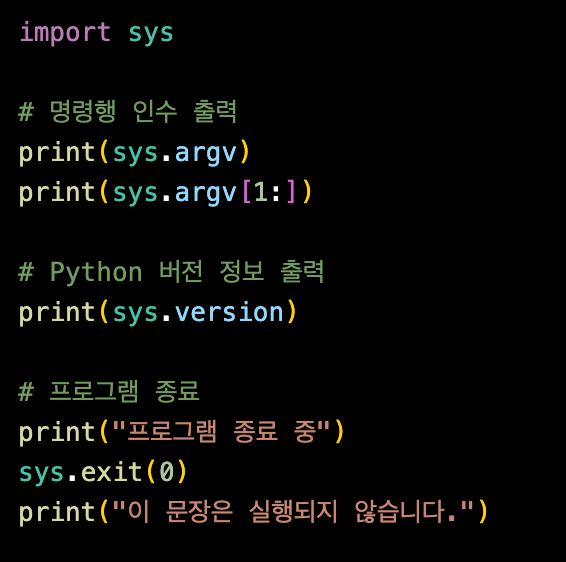 import sys
# 명령행 인수 출력
print(sys.argv)
print(sys.argv[1:])
# Python 버전 정보 출력
print(sys.version)
# 프로그램 종료
print("프로그램 종료 중")
sys.exit(0)
print("이 문장은 실행되지 않습니다.")